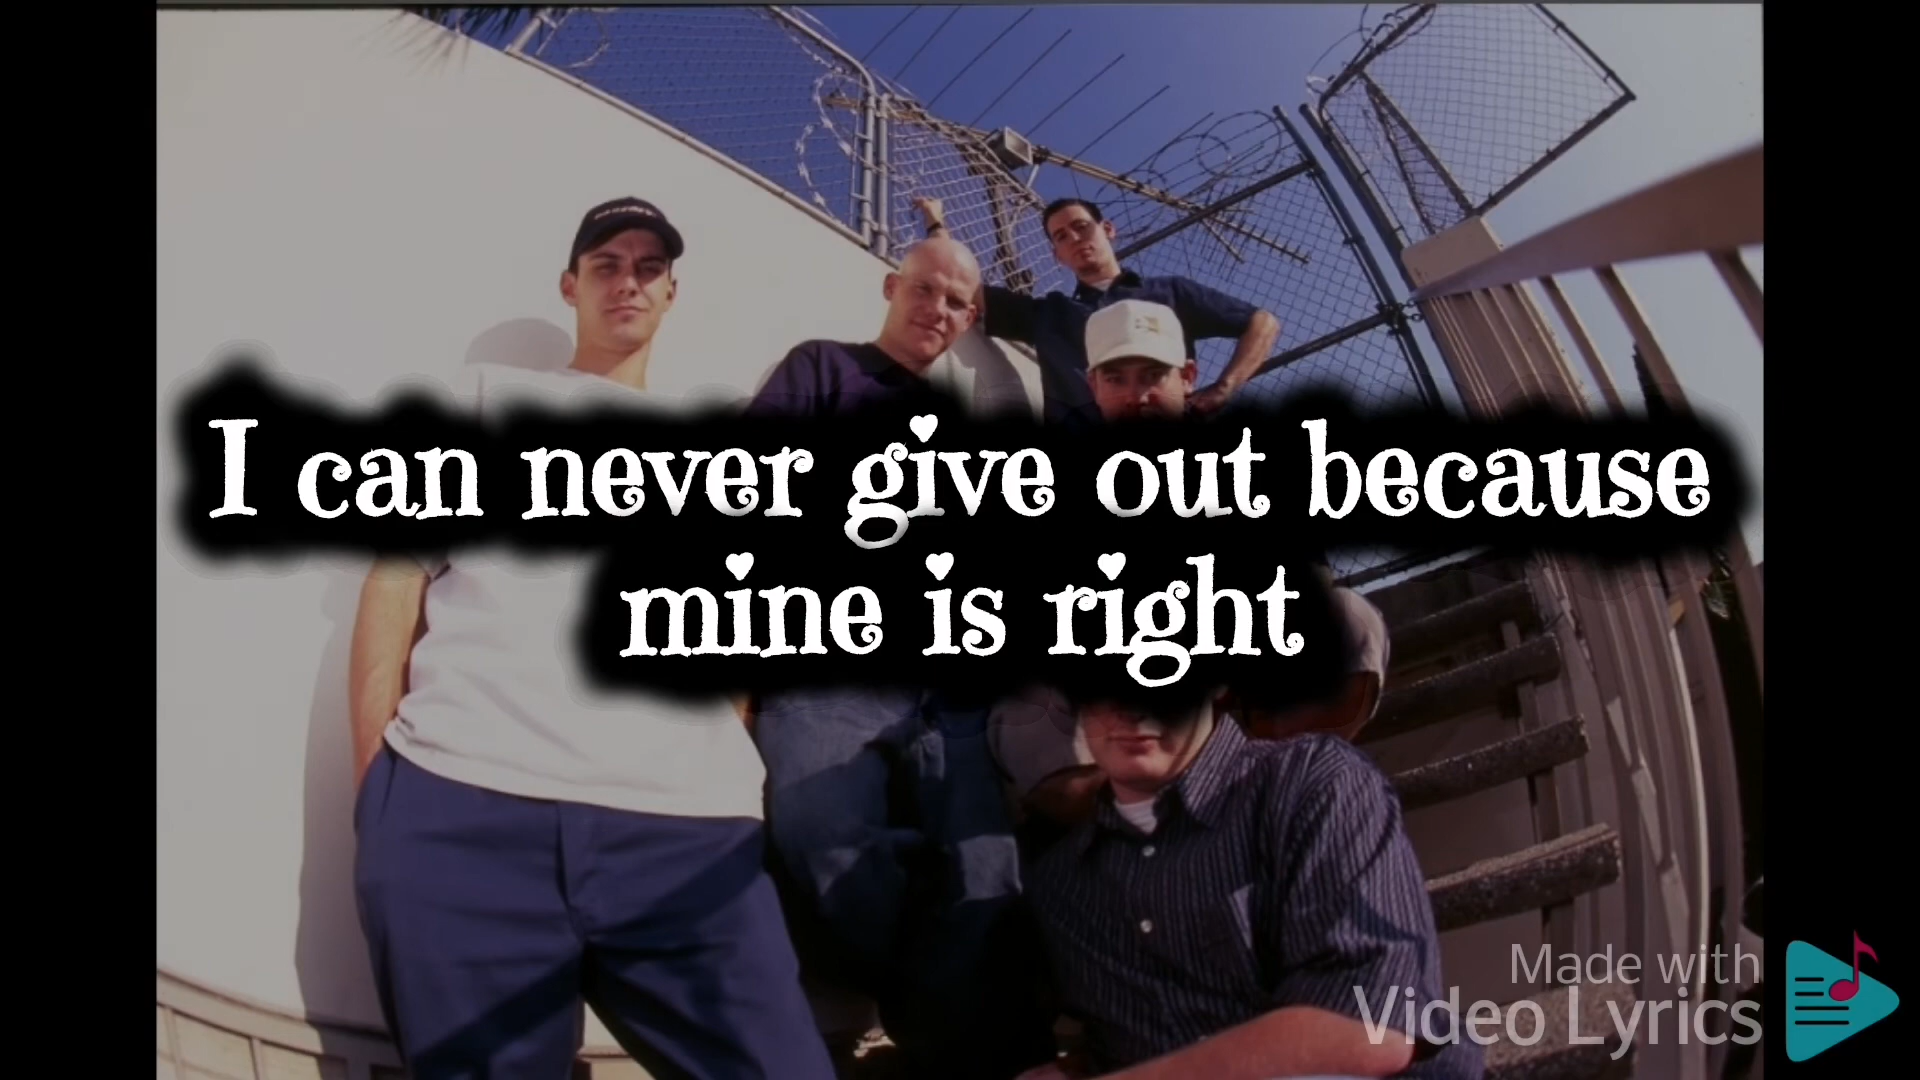 I can never give out because
mine is right
Made with
Video Lyrics